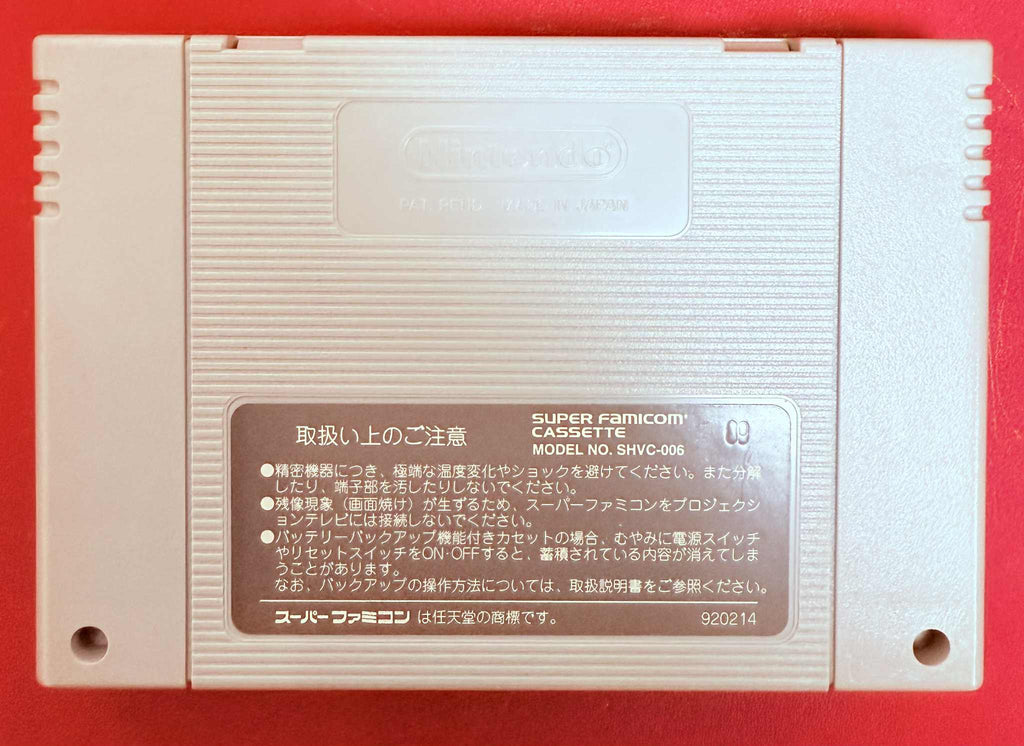 Nintendo®
PAT. PEND. MADE IN JAPAN
取扱い上のご注意
SUPER FAMICOM
CASSETTE
MODEL NO. SHVC-006
09
●精密機器につき、極端な温度変化やショックを避けてください。また分解
したり、端子部を汚したりしないでください。
●残像現象(画面焼け)が生ずるため、スーパーファミコンをプロジェクシ
ョンテレビには接続しないでください。
●バッテリーバックアップ機能付きカセットの場合、むやみに電源スイッチ
やリセットスイッチをON·OFFすると、蓄積されている内容が消えてしま
うことがあります。
なお、バックアップの操作方法については、取扱説明書をご参照ください。
スーパーファミコン は任天堂の商標です。
920214